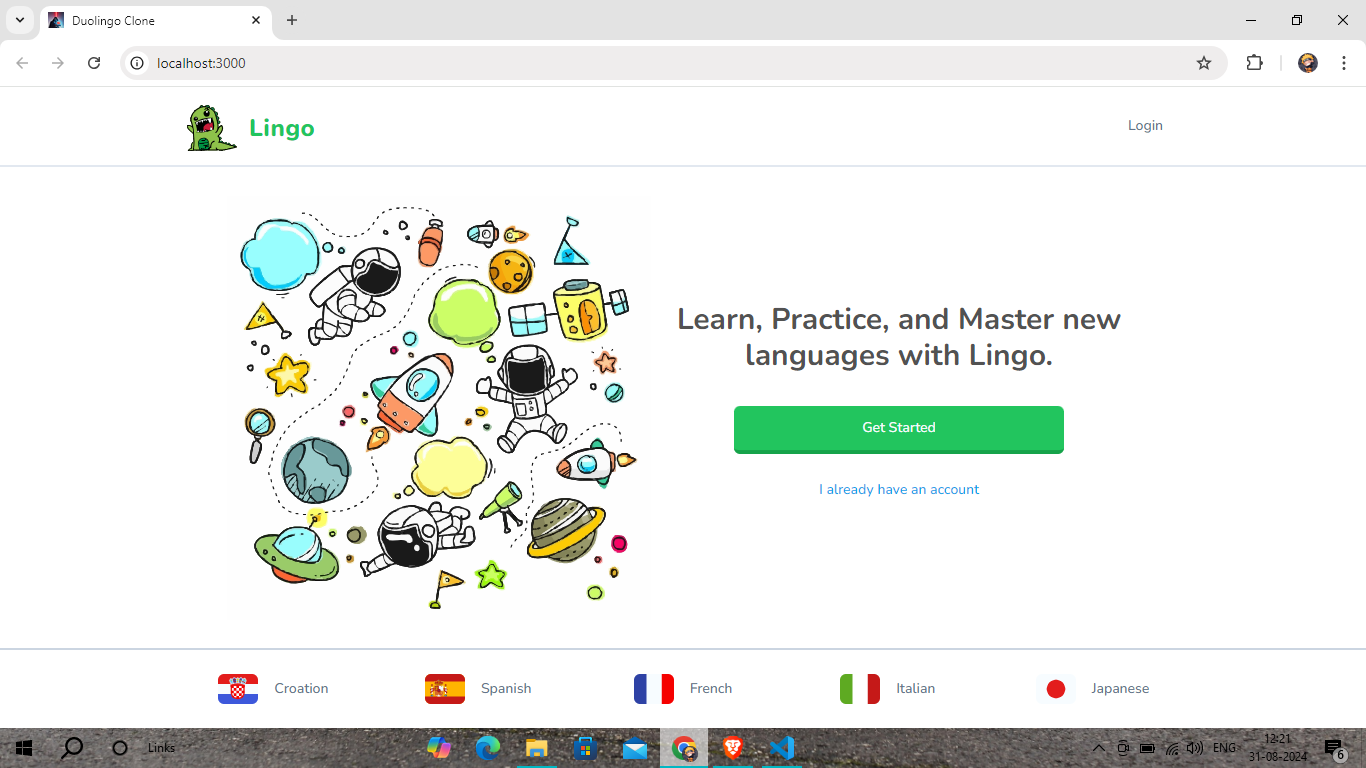 Duolingo Clone
localhost:3000
Lingo
Login
Learn, Practice, and Master new
languages with Lingo.
Get Started
I already have an account
Croation
Spanish
French
Italian
Japanese
Links
ENG
12:21
31-08-2024
6